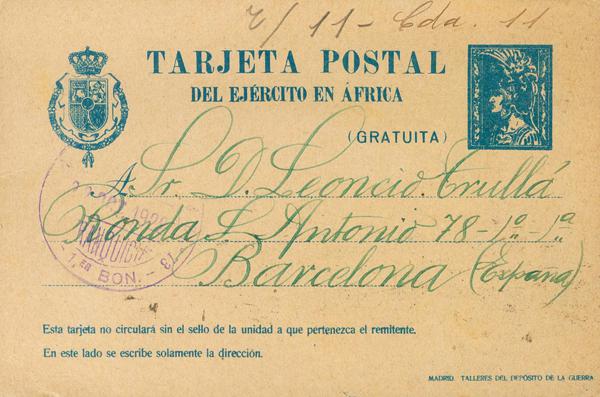 7/11 - Cda. 11
TARJETA POSTAL
DEL EJÉRCITO EN ÁFRICA
(GRATUITA)
A Sr. D. Leoncio Trullá
Ronda S. Antonio 78-1º-1ª
Barcelona (España)
1.ER BON. - 37
Esta tarjeta no circulará sin el sello de la unidad a que pertenezca el remitente.
En este lado se escribe solamente la dirección.
MADRID. TALLERES DEL DEPÓSITO DE LA GUERRA